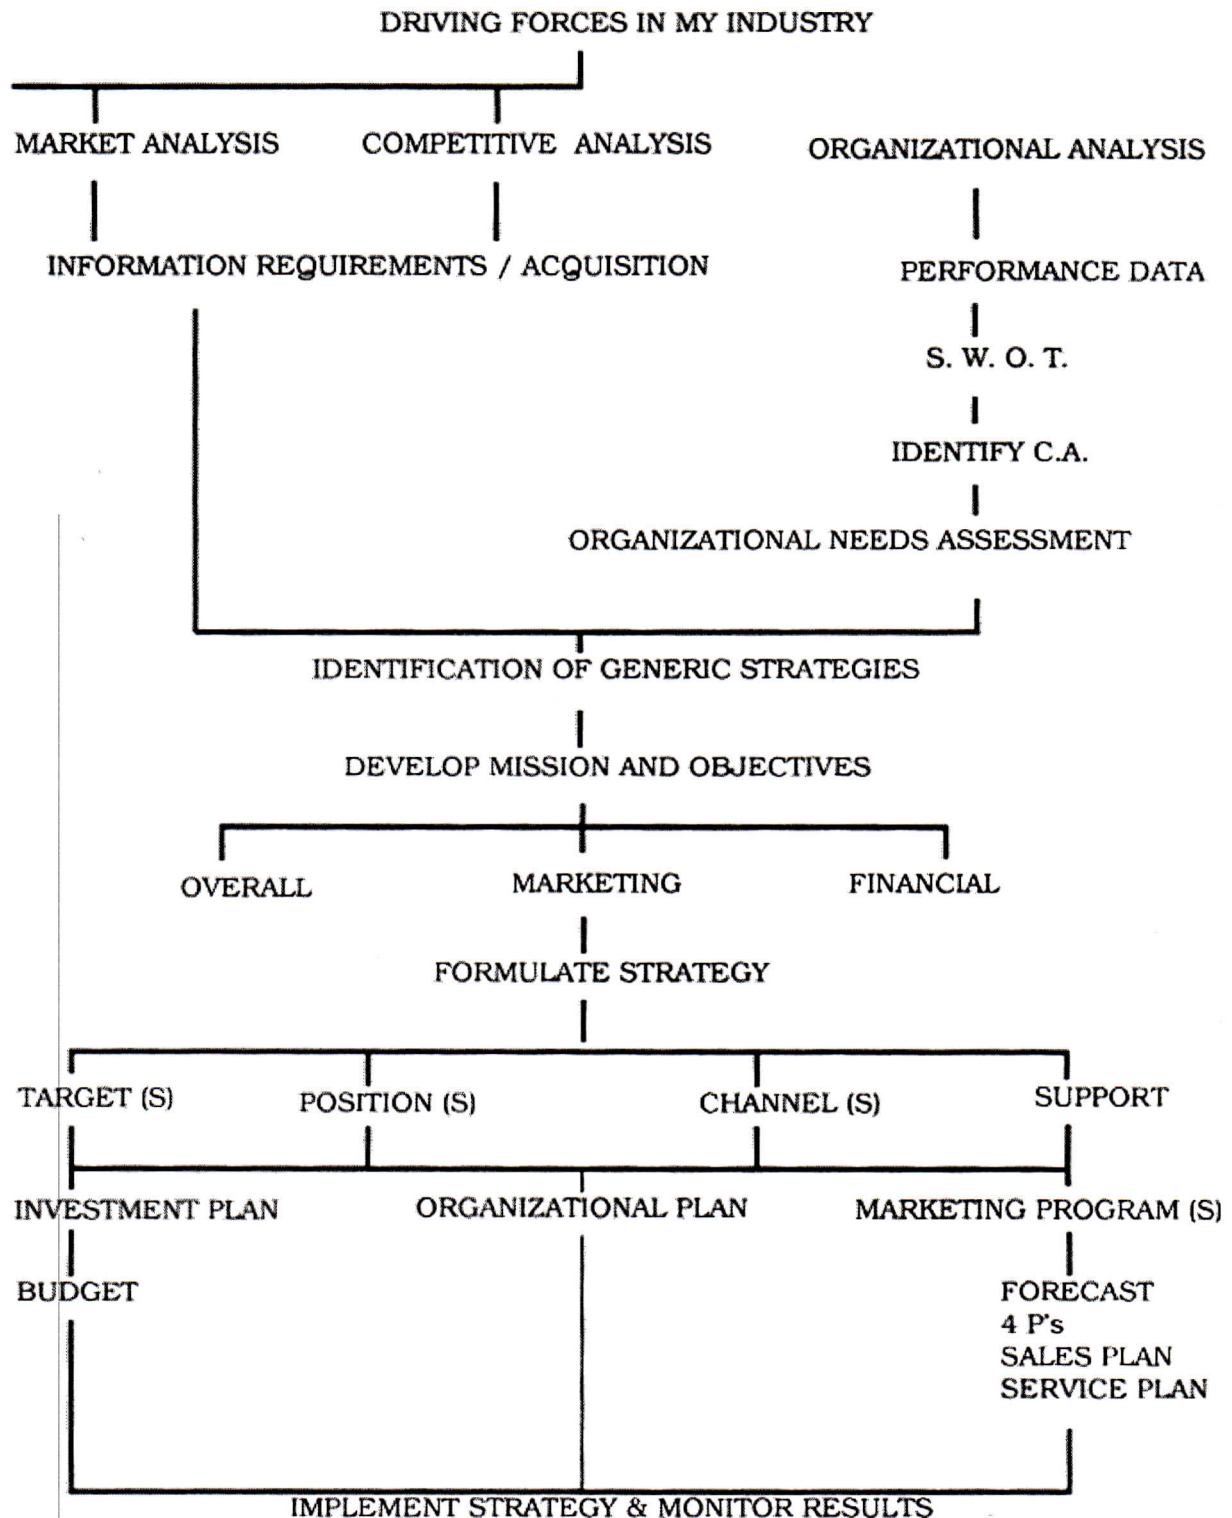 DRIVING FORCES IN MY INDUSTRY
MARKET ANALYSIS
COMPETITIVE ANALYSIS
ORGANIZATIONAL ANALYSIS
INFORMATION REQUIREMENTS / ACQUISITION
PERFORMANCE DATA
S. W. O. T.
IDENTIFY C.A.
ORGANIZATIONAL NEEDS ASSESSMENT
IDENTIFICATION OF GENERIC STRATEGIES
DEVELOP MISSION AND OBJECTIVES
OVERALL
MARKETING
FINANCIAL
FORMULATE STRATEGY
TARGET (S)
POSITION (S)
CHANNEL (S)
SUPPORT
INVESTMENT PLAN
ORGANIZATIONAL PLAN
MARKETING PROGRAM (S)
BUDGET
FORECAST
4 P's
SALES PLAN
SERVICE PLAN
IMPLEMENT STRATEGY & MONITOR RESULTS